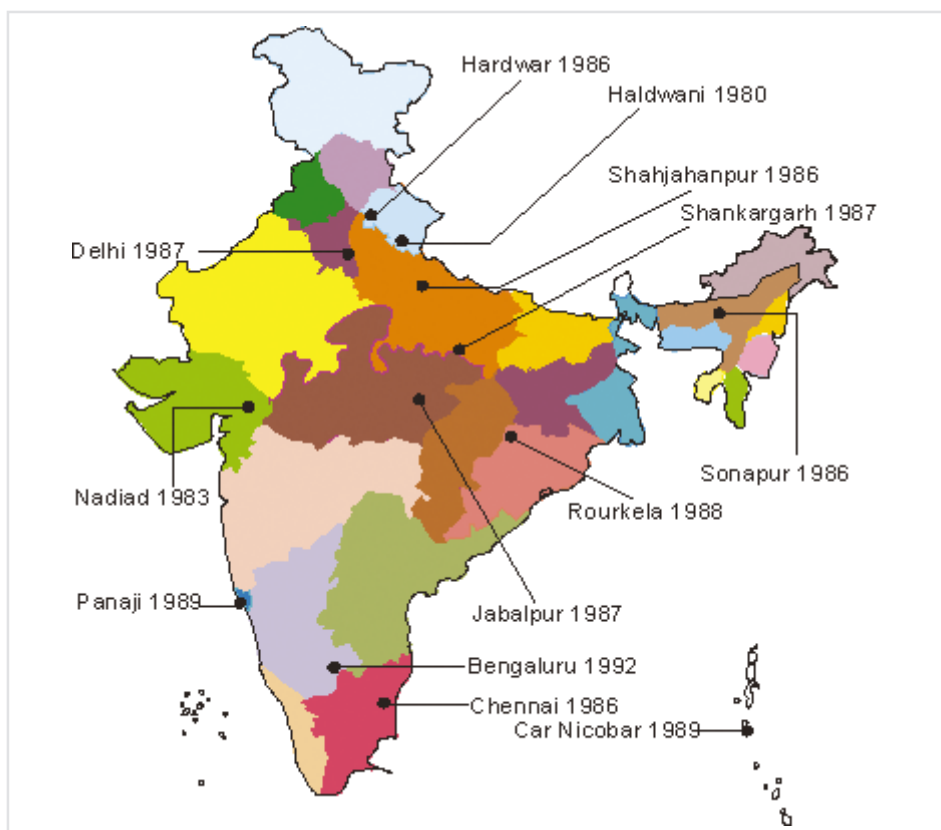 Hardwar 1986
Haldwani 1980
Shahjahanpur 1986
Shankargarh 1987
Delhi 1987
Sonapur 1986
Nadiad 1983
Rourkela 1988
Panaji 1989
Jabalpur 1987
Bengaluru 1992
Chennai 1986
Car Nicobar 1989